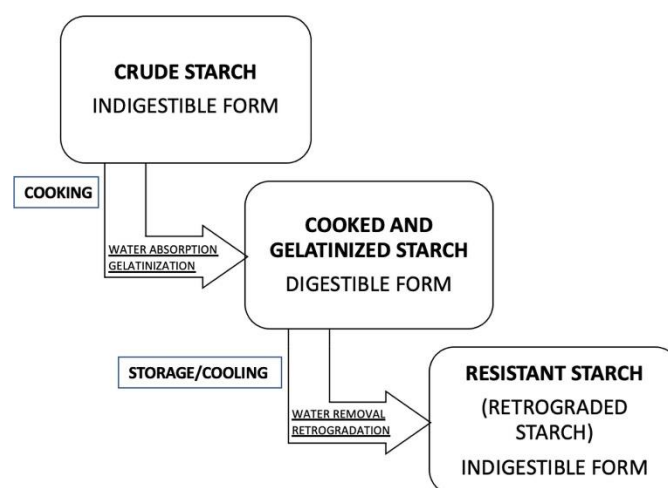 CRUDE STARCH
INDIGESTIBLE FORM
COOKING
WATER ABSORPTION
GELATINIZATION
COOKED AND
GELATINIZED STARCH
DIGESTIBLE FORM
STORAGE/COOLING
WATER REMOVAL
RETROGRADATION
RESISTANT STARCH
(RETROGRADED
STARCH)
INDIGESTIBLE FORM